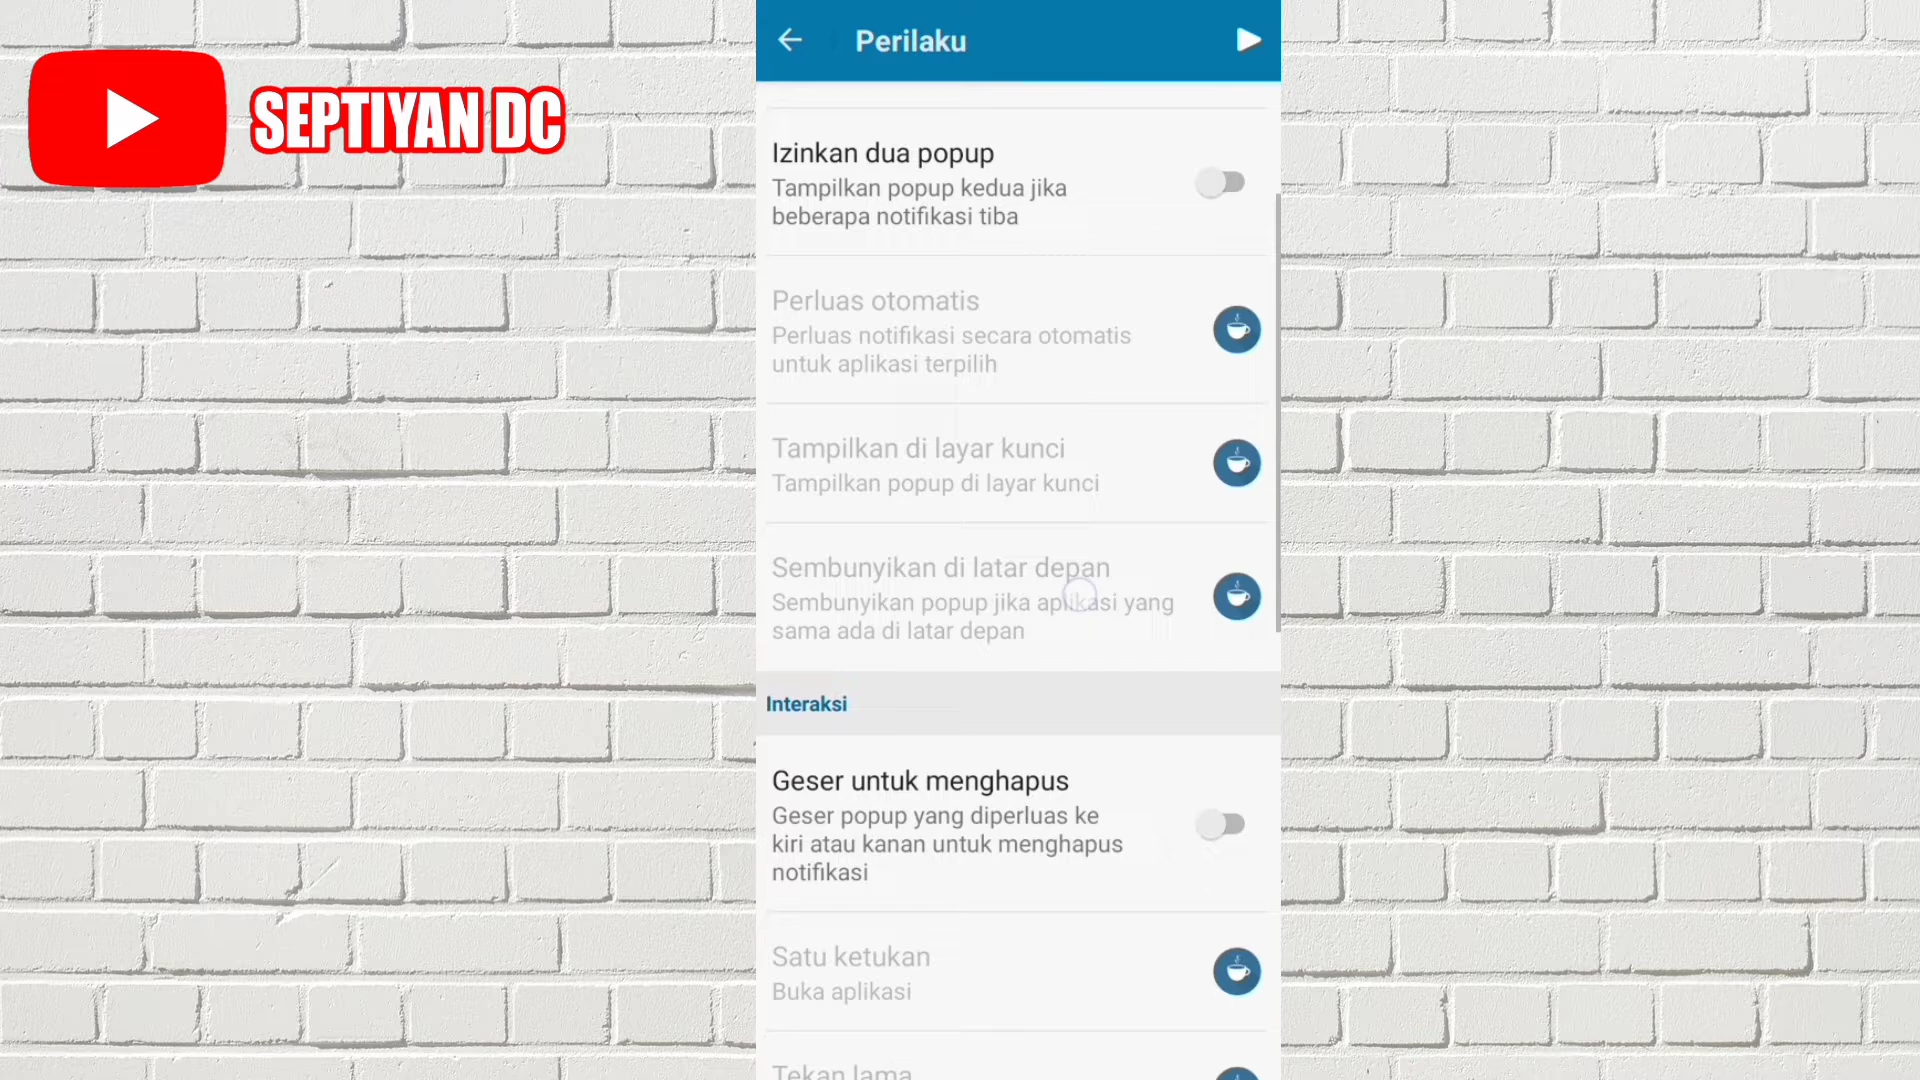 SEPTIYAN DC
Perilaku
Izinkan dua popup
Tampilkan popup kedua jika
beberapa notifikasi tiba
Perluas otomatis
Perluas notifikasi secara otomatis
untuk aplikasi terpilih
Tampilkan di layar kunci
Tampilkan popup di layar kunci
Sembunyikan di latar depan
Sembunyikan popup jika aplikasi yang
sama ada di latar depan
Interaksi
Geser untuk menghapus
Geser popup yang diperluas ke
kiri atau kanan untuk menghapus
notifikasi
Satu ketukan
Buka aplikasi
Tekan lama